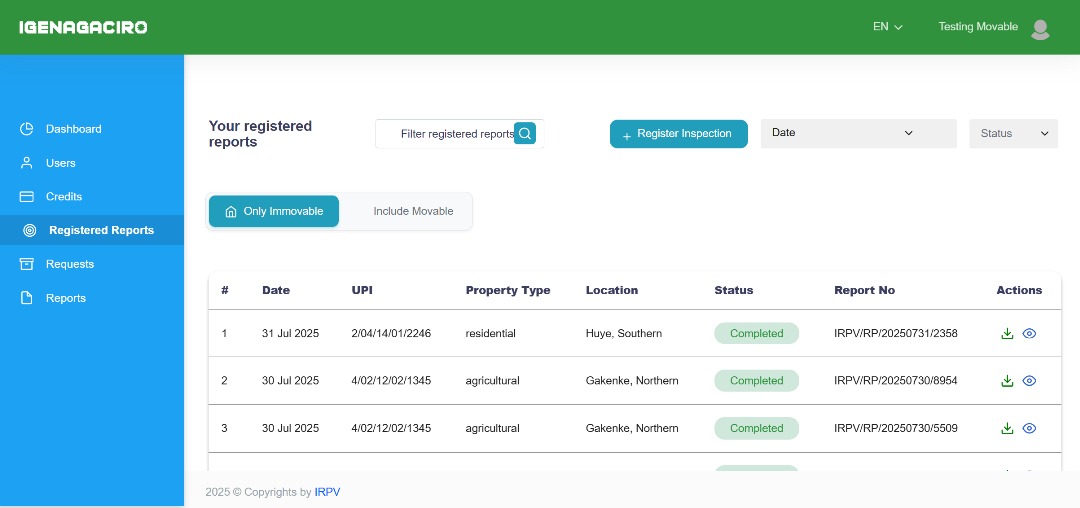 IGENAGACIRO
EN
Testing Movable
Dashboard
Users
Credits
Registered Reports
Requests
Reports
Your registered
reports
Filter registered reports
+ Register Inspection
Date
Status
Only Immovable
Include Movable
# Date UPI Property Type Location Status Report No Actions
1 31 Jul 2025 2/04/14/01/2246 residential Huye, Southern Completed IRPV/RP/20250731/2358
2 30 Jul 2025 4/02/12/02/1345 agricultural Gakenke, Northern Completed IRPV/RP/20250730/8954
3 30 Jul 2025 4/02/12/02/1345 agricultural Gakenke, Northern Completed IRPV/RP/20250730/5509
2025 © Copyrights by IRPV